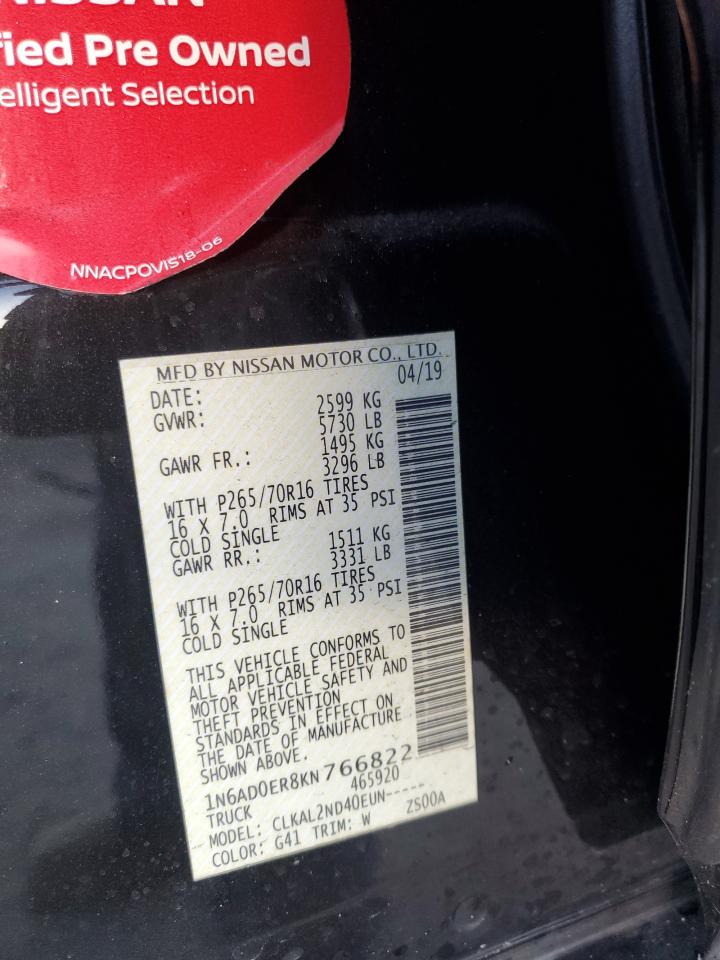 NISSAN
fied Pre Owned
elligent Selection
NNACPOVIS18-06
MFD BY NISSAN MOTOR CO., LTD.
DATE: 04/19
GVWR: 2599 KG
5730 LB
GAWR FR.: 1495 KG
3296 LB
WITH P265/70R16 TIRES
16 X 7.0 RIMS AT 35 PSI
COLD SINGLE
GAWR RR.: 1511 KG
3331 LB
WITH P265/70R16 TIRES
16 X 7.0 RIMS AT 35 PSI
COLD SINGLE
THIS VEHICLE CONFORMS TO
ALL APPLICABLE FEDERAL
MOTOR VEHICLE SAFETY AND
THEFT PREVENTION
STANDARDS IN EFFECT ON
THE DATE OF MANUFACTURE
SHOWN ABOVE.
1N6AD0ER8KN766822
TRUCK 465920
MODEL: CLKAL2ND40EUN-----
COLOR: G41 TRIM: W ZS00A